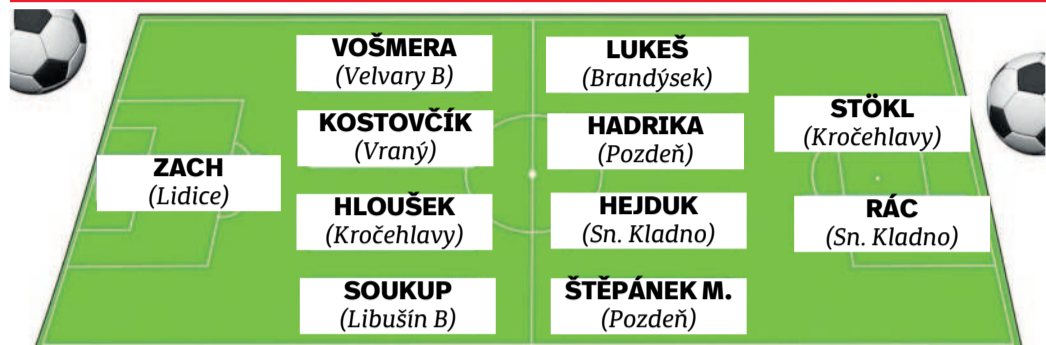 ZACH
(Lidice)
VOŠMERA
(Velvary B)
KOSTOVČÍK
(Vraný)
HLOUŠEK
(Kročehlavy)
SOUKUP
(Libušín B)
LUKEŠ
(Brandýsek)
HADRIKA
(Pozdeň)
HEJDUK
(Sn. Kladno)
ŠTĚPÁNEK M.
(Pozdeň)
STÖKL
(Kročehlavy)
RÁC
(Sn. Kladno)